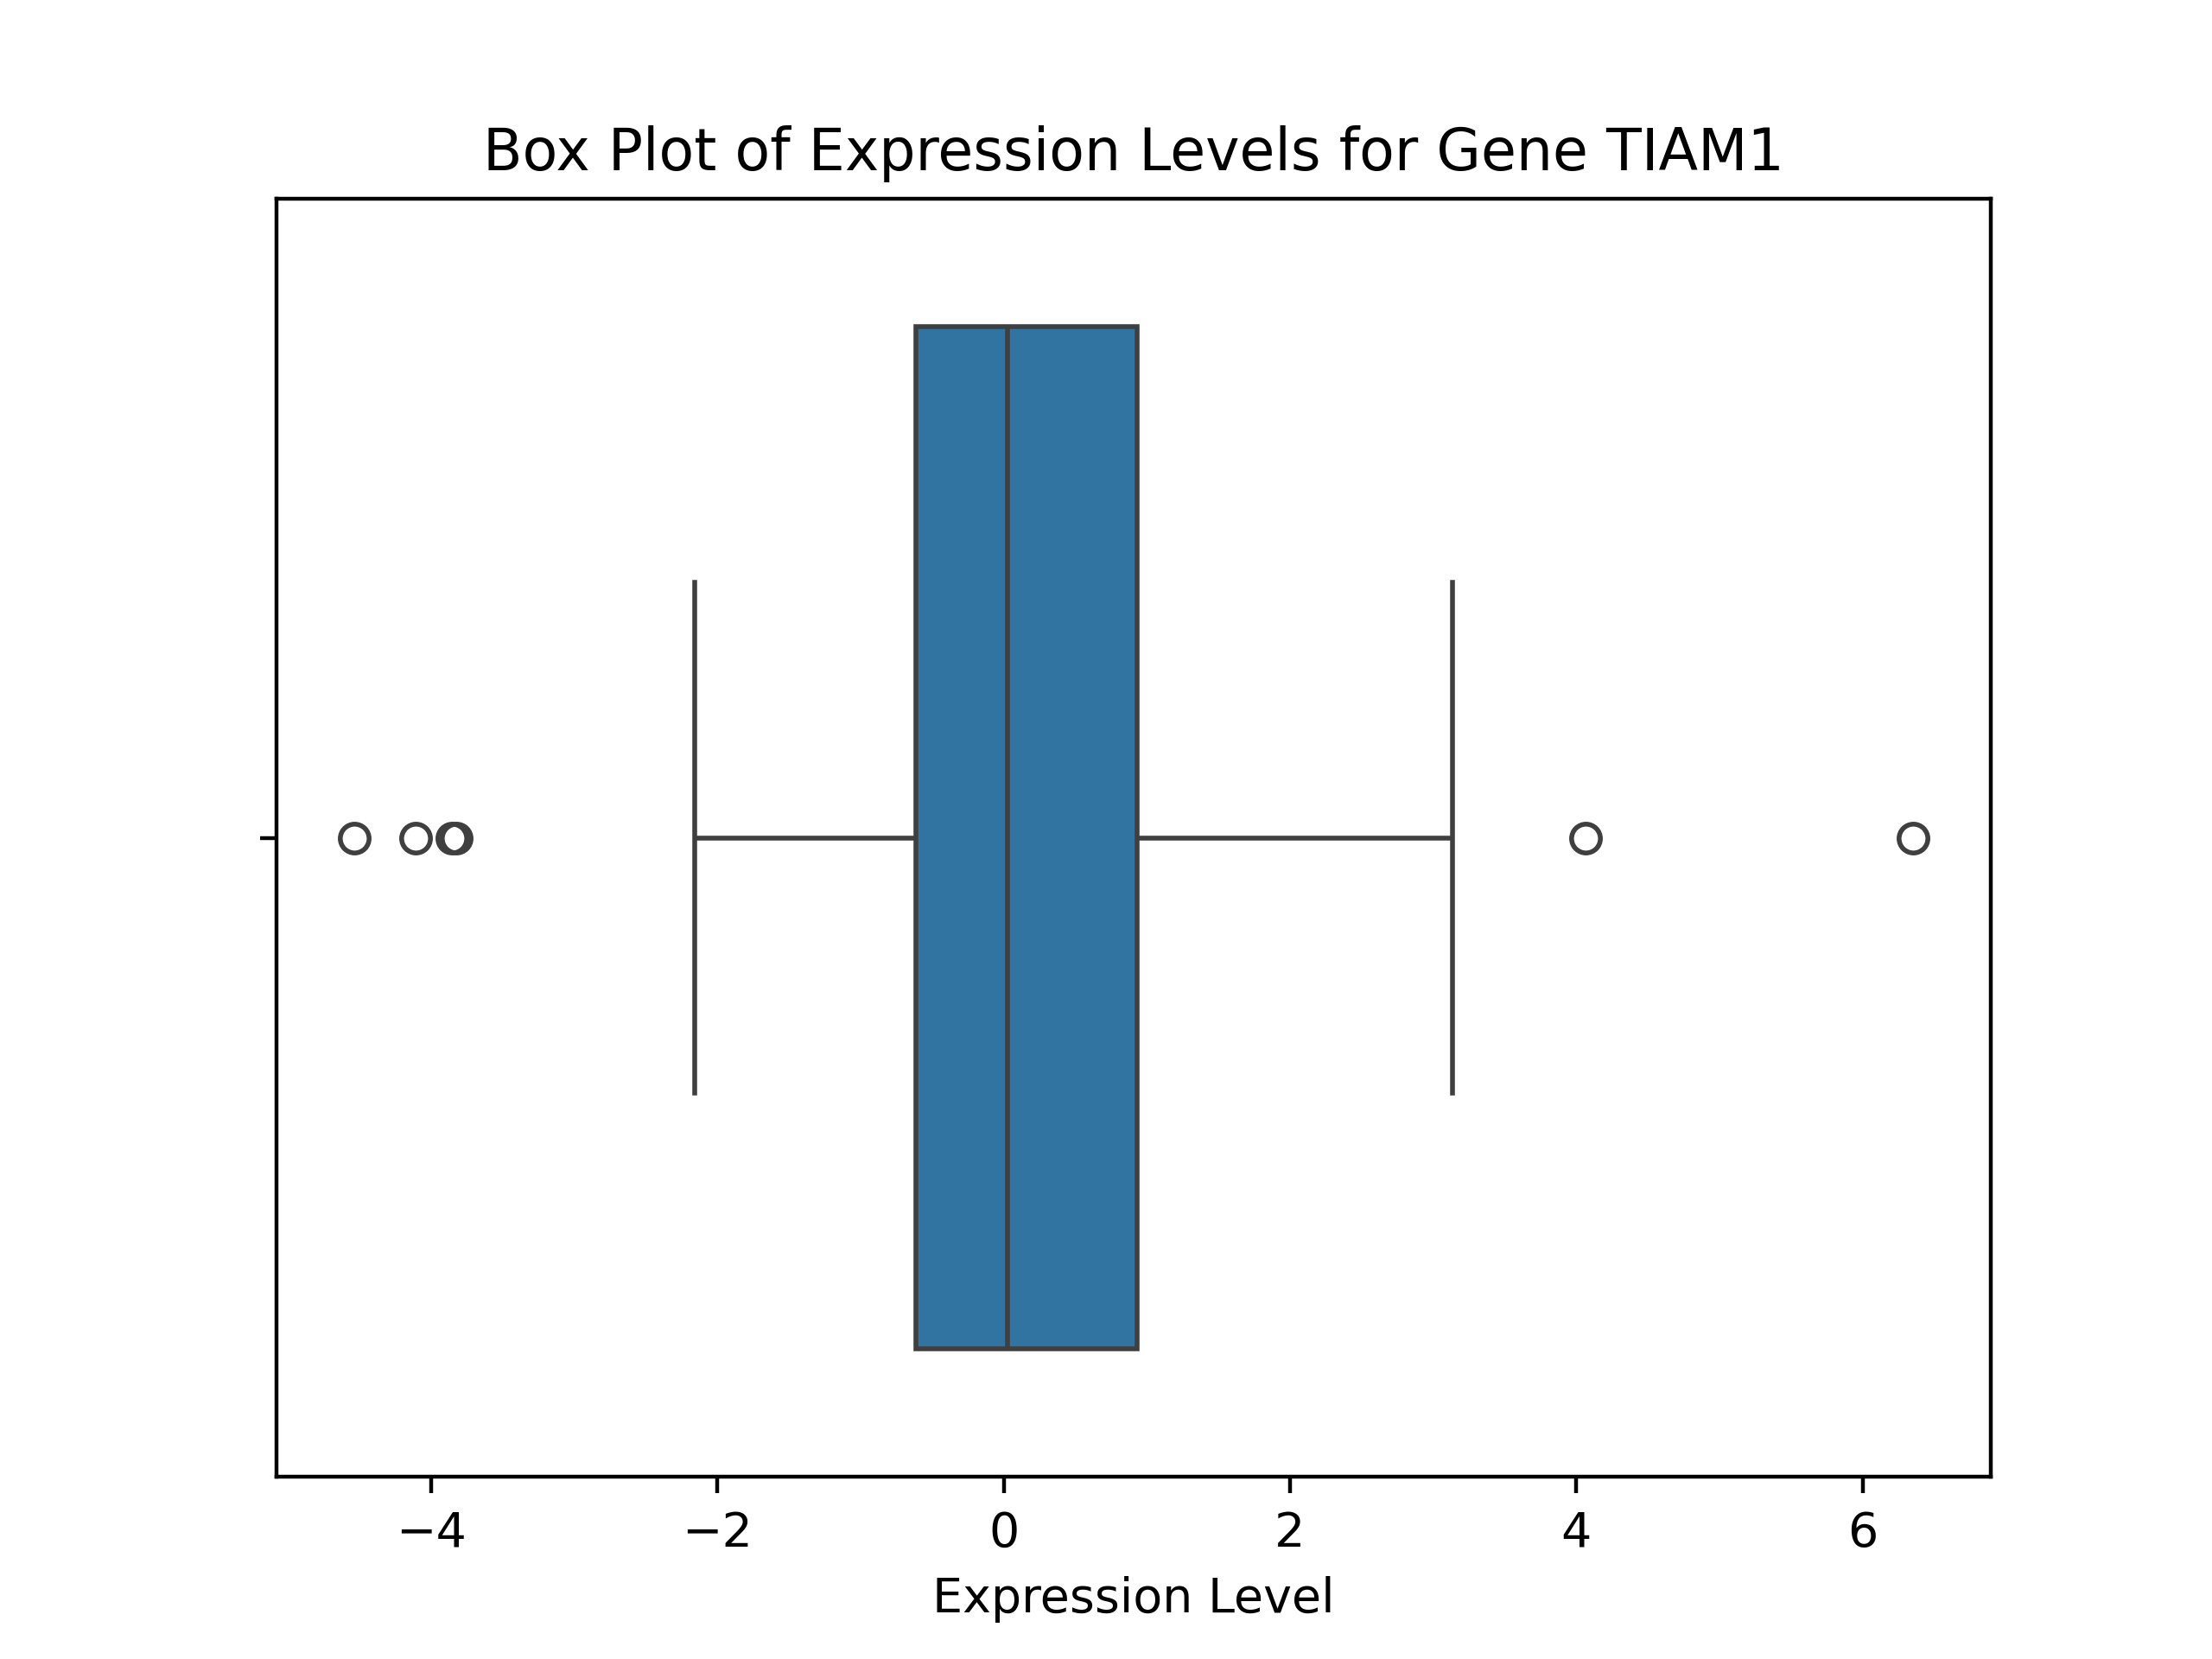 Box Plot of Expression Levels for Gene TIAM1
−4 −2 0 2 4 6
Expression Level